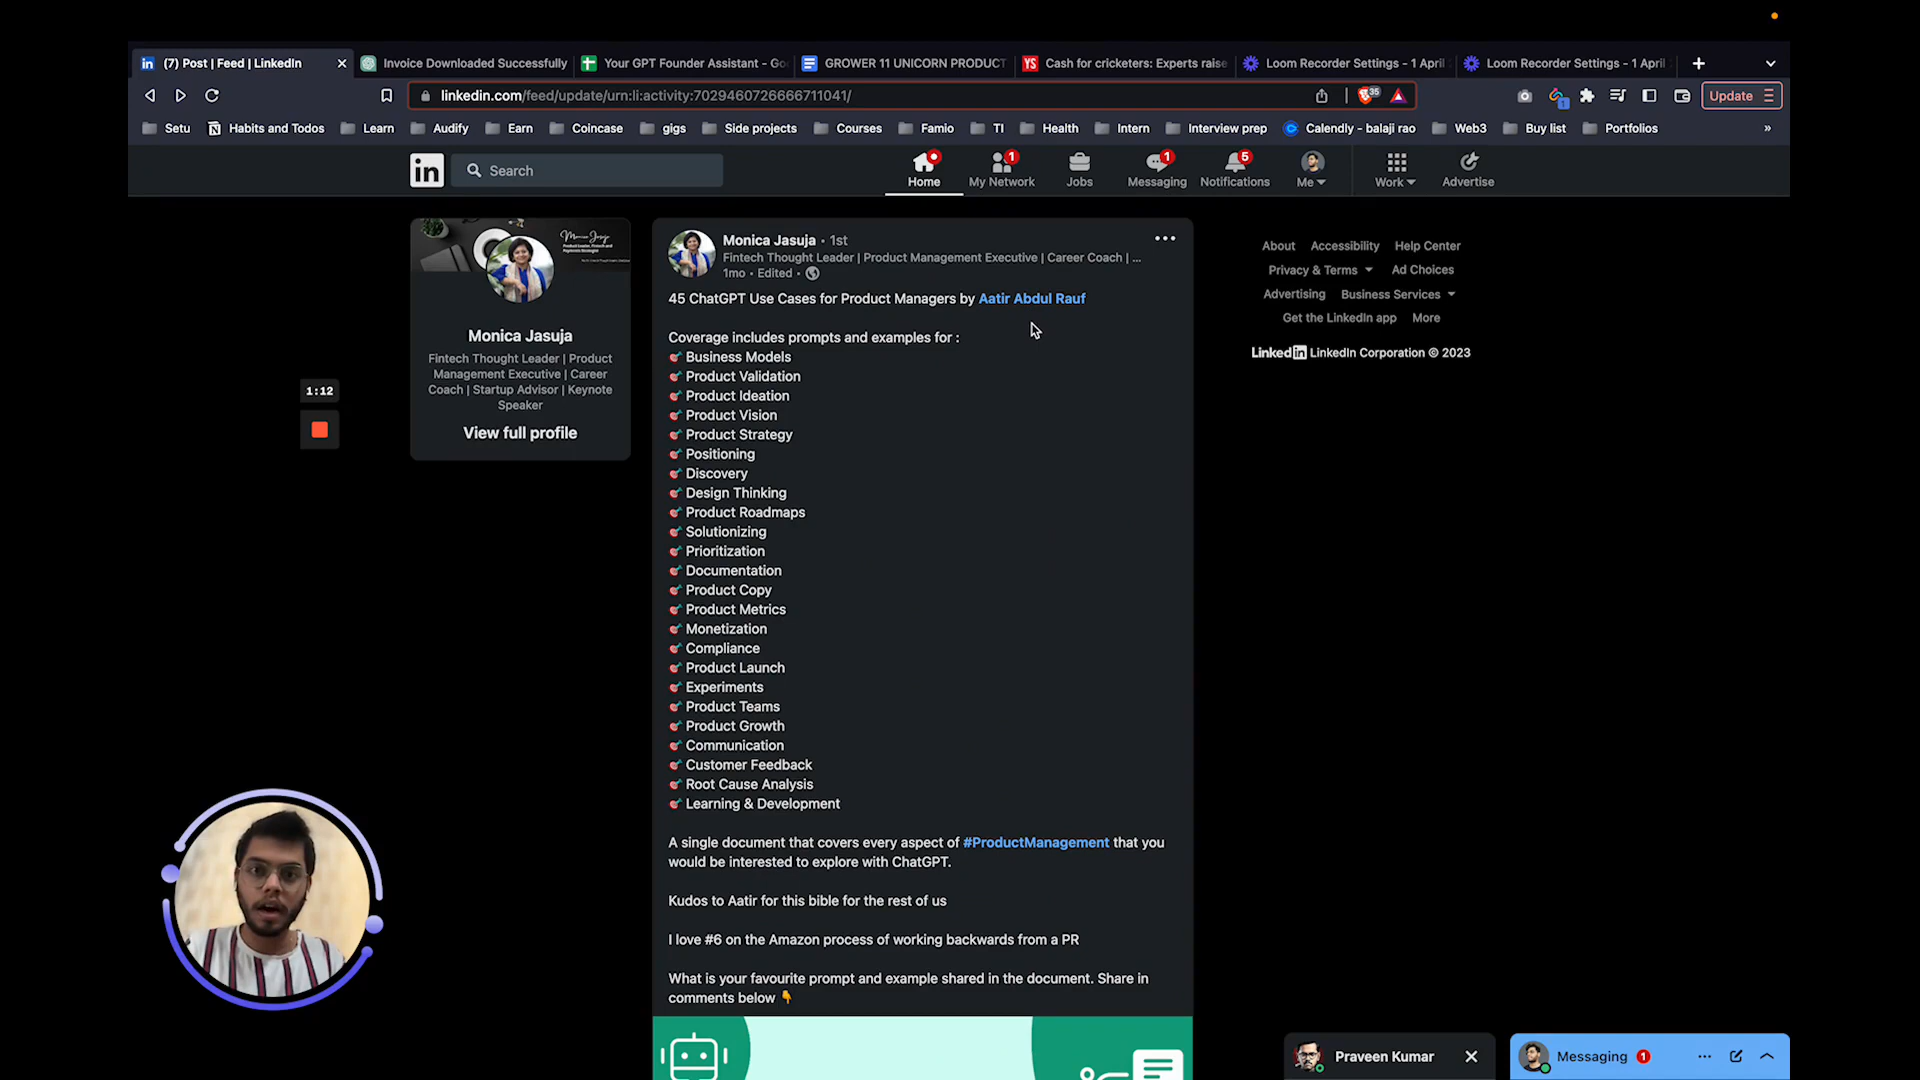 (7) Post | Feed | LinkedIn
Invoice Downloaded Successfully
Your GPT Founder Assistant - Go
GROWER 11 UNICORN PRODUCT
YS Cash for cricketers: Experts raise
Loom Recorder Settings - 1 April
Loom Recorder Settings - 1 April
linkedin.com/feed/update/urn:li:activity:7029460726666711041/
35
1
Update
Setu
Habits and Todos
Learn
Audify
Earn
Coincase
gigs
Side projects
Courses
Famio
TI
Health
Intern
Interview prep
Calendly - balaji rao
Web3
Buy list
Portfolios
»
in
Search
Home
1
My Network
Jobs
1
Messaging
5
Notifications
Me
Work
Advertise
Monica Jasuja
Fintech Thought Leader | Product
Management Executive | Career
Coach | Startup Advisor | Keynote
Speaker
View full profile
1:12
Monica Jasuja • 1st
Fintech Thought Leader | Product Management Executive | Career Coach | ...
1mo • Edited •
45 ChatGPT Use Cases for Product Managers by Aatir Abdul Rauf
Coverage includes prompts and examples for :
🎯 Business Models
🎯 Product Validation
🎯 Product Ideation
🎯 Product Vision
🎯 Product Strategy
🎯 Positioning
🎯 Discovery
🎯 Design Thinking
🎯 Product Roadmaps
🎯 Solutionizing
🎯 Prioritization
🎯 Documentation
🎯 Product Copy
🎯 Product Metrics
🎯 Monetization
🎯 Compliance
🎯 Product Launch
🎯 Experiments
🎯 Product Teams
🎯 Product Growth
🎯 Communication
🎯 Customer Feedback
🎯 Root Cause Analysis
🎯 Learning & Development
A single document that covers every aspect of #ProductManagement that you
would be interested to explore with ChatGPT.
Kudos to Aatir for this bible for the rest of us
I love #6 on the Amazon process of working backwards from a PR
What is your favourite prompt and example shared in the document. Share in
comments below 👇
About Accessibility Help Center
Privacy & Terms Ad Choices
Advertising Business Services
Get the LinkedIn app More
LinkedIn LinkedIn Corporation © 2023
Praveen Kumar
Messaging 1